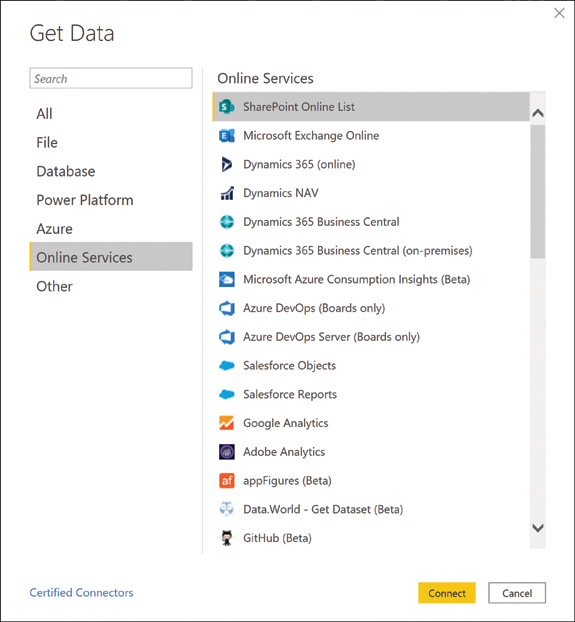 Get Data
Search
All
File
Database
Power Platform
Azure
Online Services
Other
Online Services
SharePoint Online List
Microsoft Exchange Online
Dynamics 365 (online)
Dynamics NAV
Dynamics 365 Business Central
Dynamics 365 Business Central (on-premises)
Microsoft Azure Consumption Insights (Beta)
Azure DevOps (Boards only)
Azure DevOps Server (Boards only)
Salesforce Objects
Salesforce Reports
Google Analytics
Adobe Analytics
appFigures (Beta)
Data.World - Get Dataset (Beta)
GitHub (Beta)
Certified Connectors
Connect
Cancel